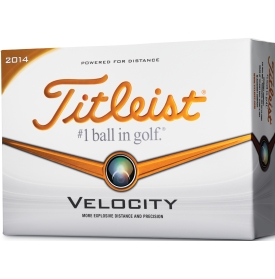 2014
POWERED FOR DISTANCE
Titleist®
#1 ball in golf.®
VELOCITY
MORE EXPLOSIVE DISTANCE AND PRECISION